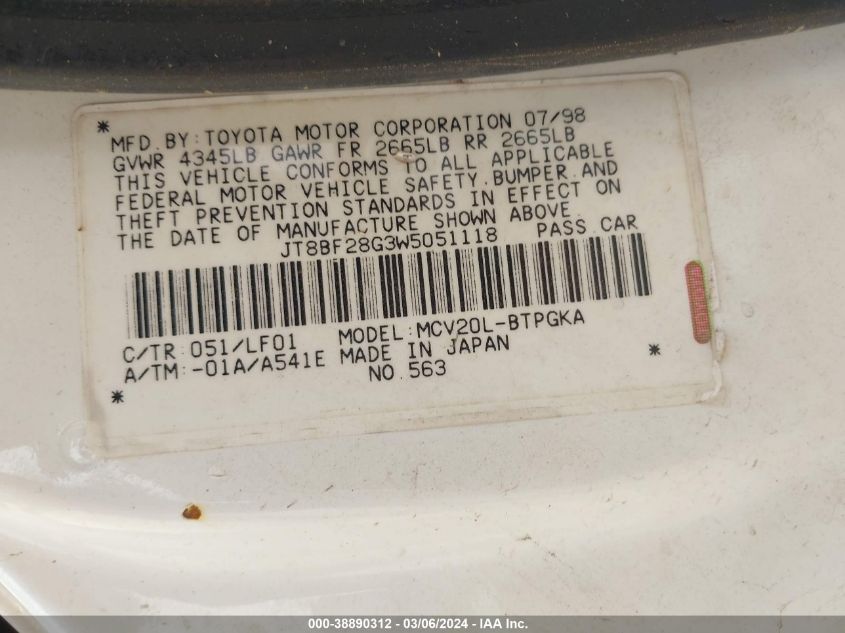 * MFD. BY: TOYOTA MOTOR CORPORATION 07/98
GVWR 4345LB GAWR FR 2665LB RR 2665LB
THIS VEHICLE CONFORMS TO ALL APPLICABLE
FEDERAL MOTOR VEHICLE SAFETY, BUMPER, AND
THEFT PREVENTION STANDARDS IN EFFECT ON
THE DATE OF MANUFACTURE SHOWN ABOVE.
JT8BF28G3W5051118 PASS. CAR
C/TR: 051/LF01 MODEL: MCV20L-BTPGKA
A/TM: -01A/A541E MADE IN JAPAN *
* NO. 563
000-38890312 - 03/06/2024 - IAA Inc.